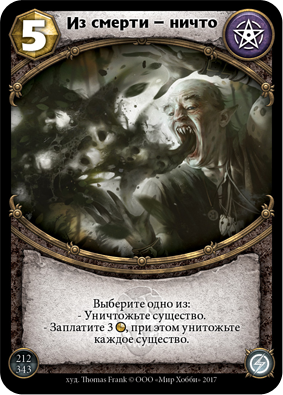 5
Из смерти – ничто
Выберите одно из:
- Уничтожьте существо.
- Заплатите 3 , при этом унитожьте
каждое существо.
212
343
худ. Thomas Frank © ООО «Мир Хобби» 2017